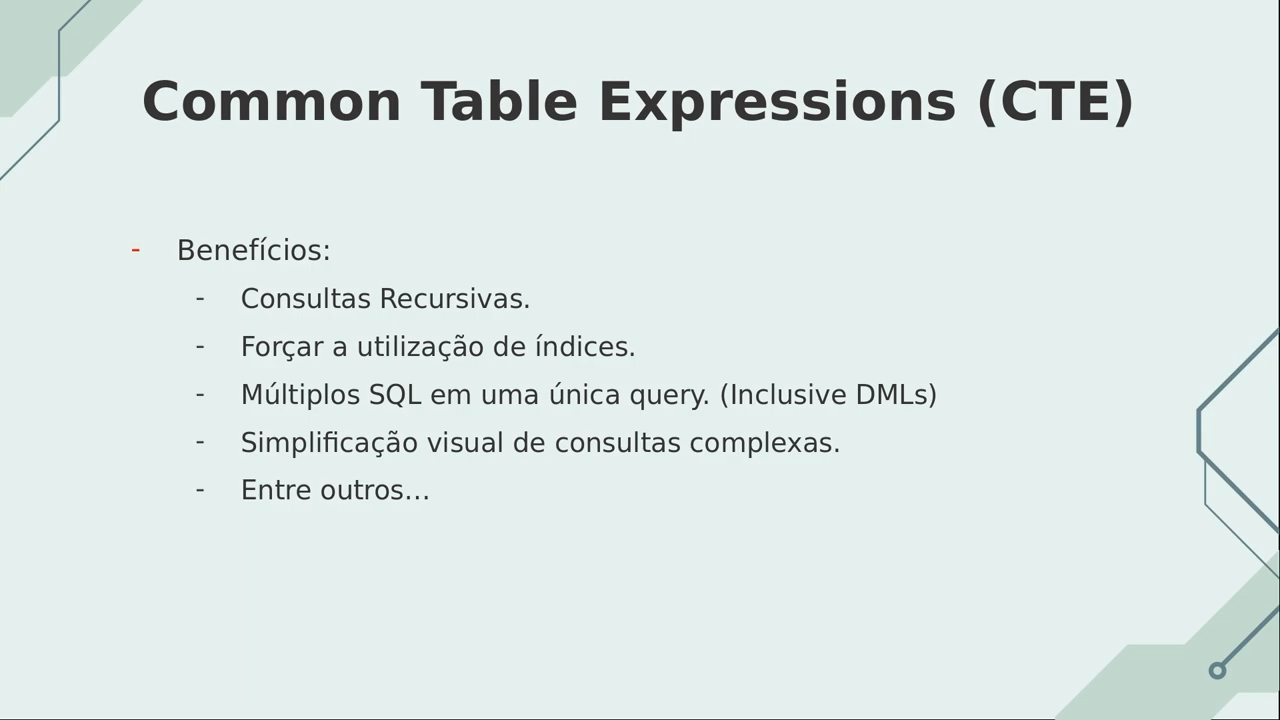 Common Table Expressions (CTE)
- Benefícios:
- Consultas Recursivas.
- Forçar a utilização de índices.
- Múltiplos SQL em uma única query. (Inclusive DMLs)
- Simplificação visual de consultas complexas.
- Entre outros…